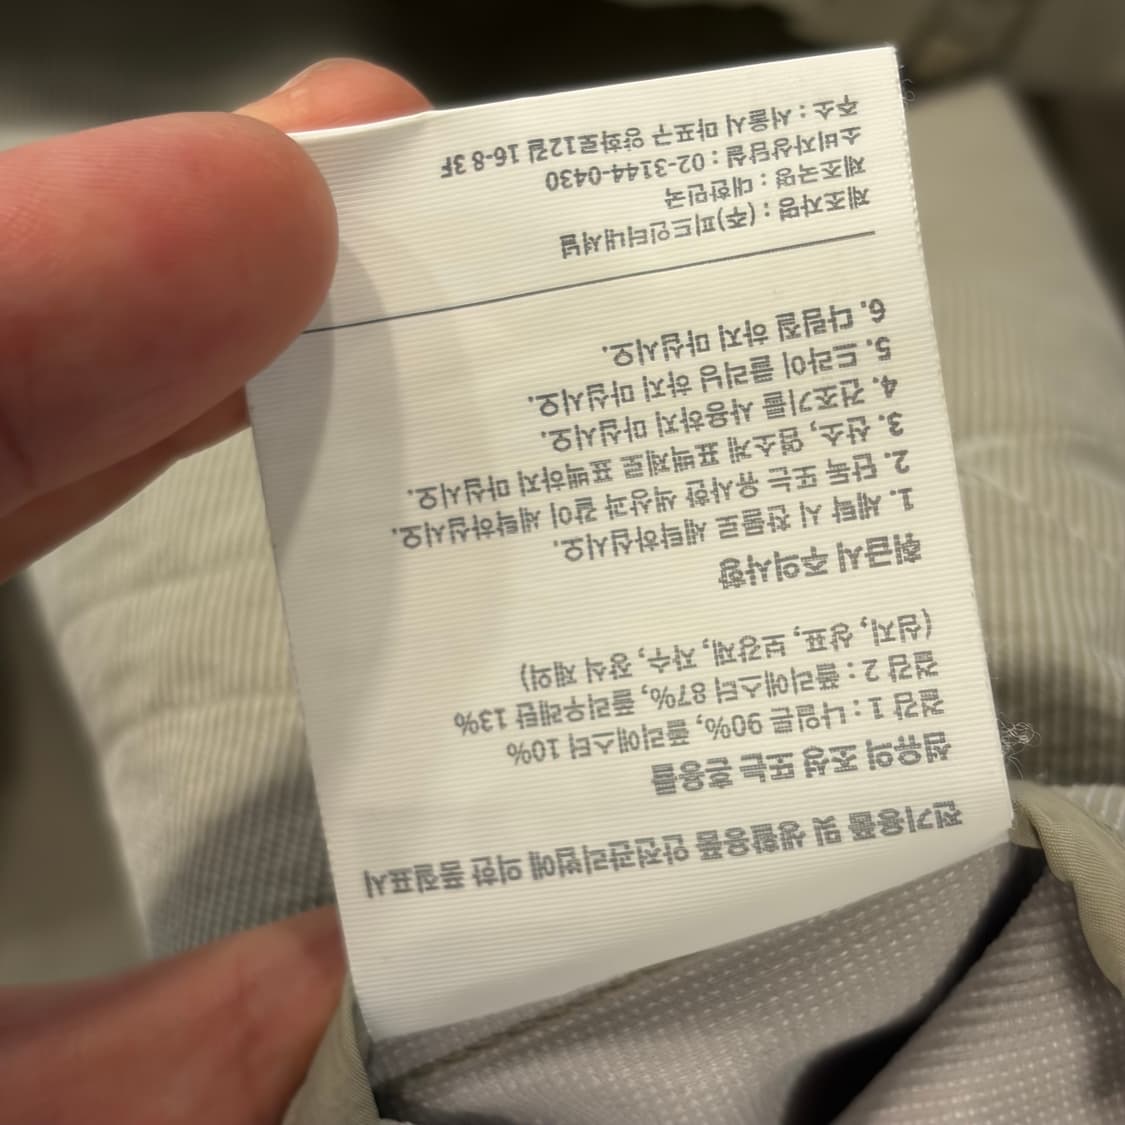 전기용품 및 생활용품 안전관리법에 의한 품질표시
섬유의 조성 또는 혼용률
겉감 1 : 나일론 90%, 폴리에스터 10%
겉감 2 : 폴리에스터 87%, 폴리우레탄 13%
(심지, 상표, 보강재, 자수, 장식 제외)
취급시 주의사항
1. 세탁 시 찬물로 세탁하십시오.
2. 단독 또는 유사한 색상과 같이 세탁하십시오.
3. 산소, 염소계 표백제로 표백하지 마십시오.
4. 건조기를 사용하지 마십시오.
5. 드라이 클리닝 하지 마십시오.
6. 다림질 하지 마십시오.
제조자명 : (주)피드인터내셔널
제조국명 : 대한민국
소비자상담실 : 02-3144-0430
주소 : 서울시 마포구 양화로12길 16-8 3F